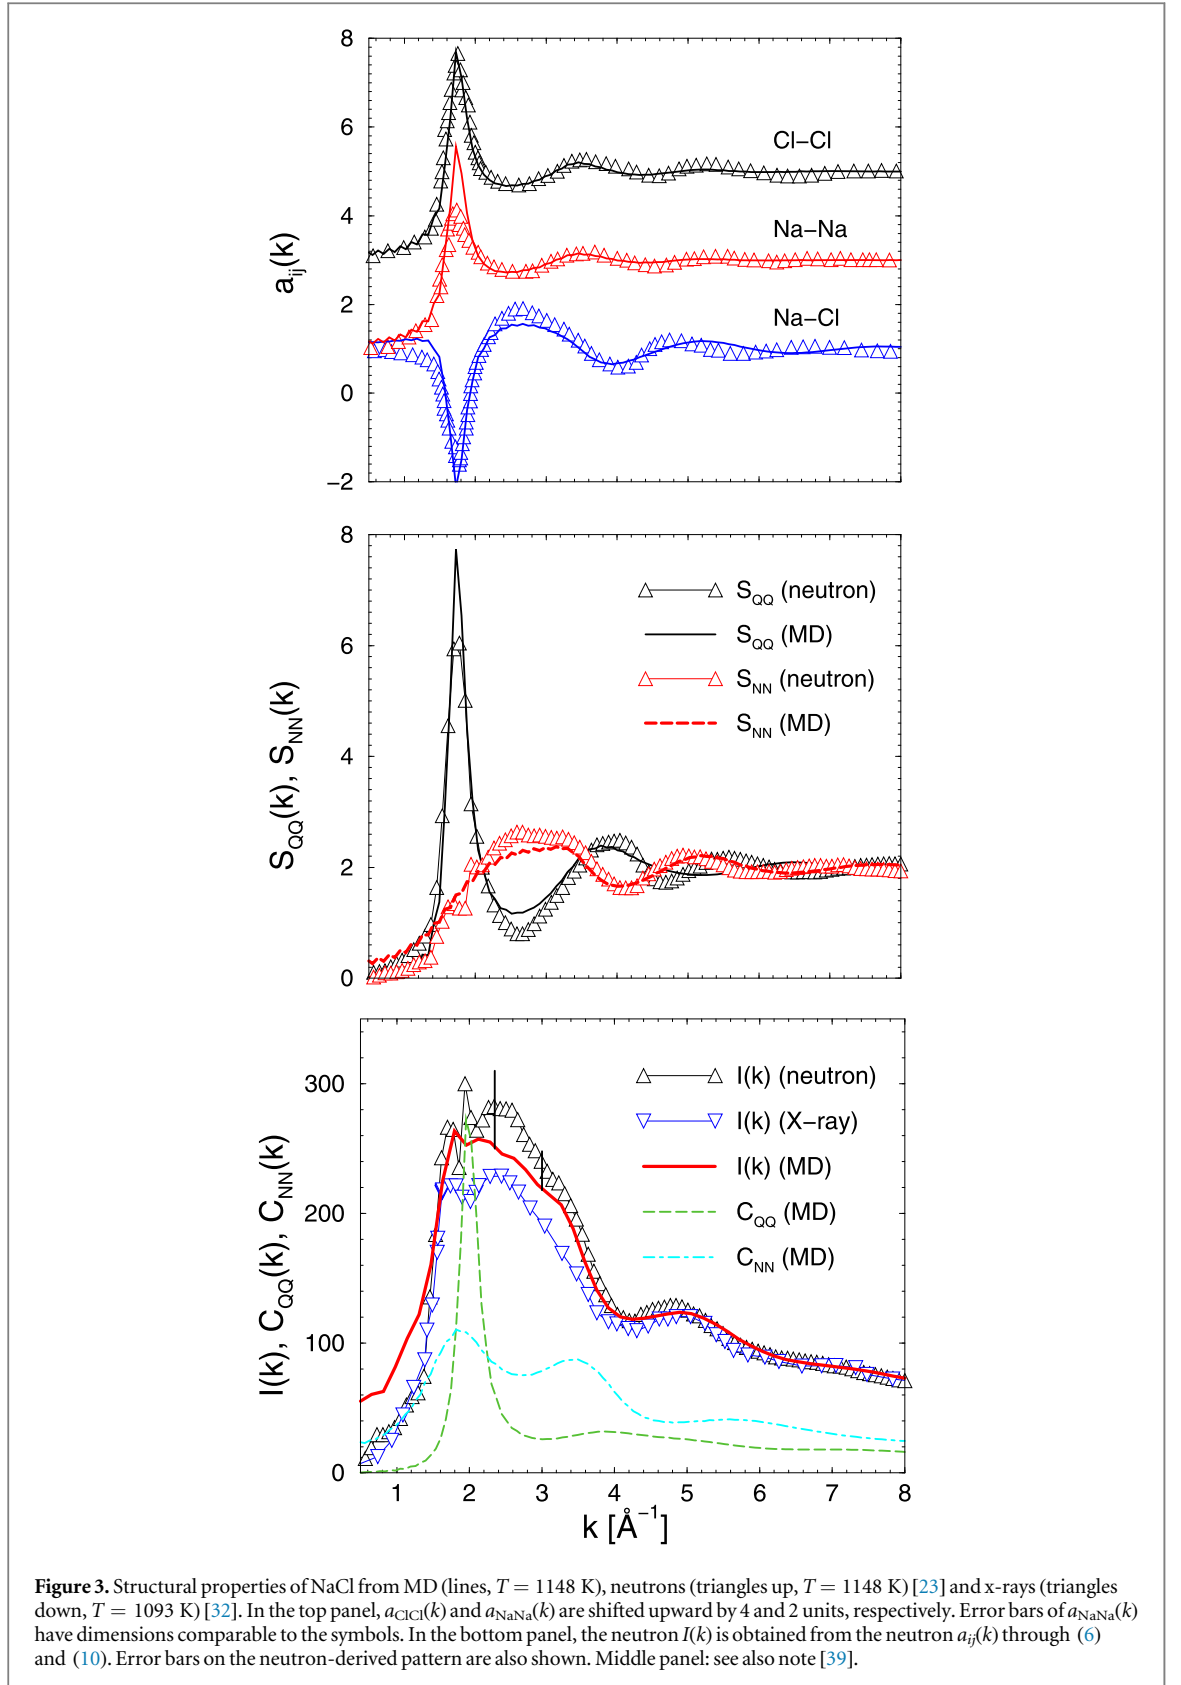 8
6
4
2
0
−2
a_ij(k)
Cl−Cl
Na−Na
Na−Cl
8
6
4
2
0
S_QQ(k), S_NN(k)
S_QQ (neutron)
S_QQ (MD)
S_NN (neutron)
S_NN (MD)
300
200
100
0
I(k), C_QQ(k), C_NN(k)
I(k) (neutron)
I(k) (X−ray)
I(k) (MD)
C_QQ (MD)
C_NN (MD)
1 2 3 4 5 6 7 8
k [Å⁻¹]
Figure 3. Structural properties of NaCl from MD (lines, T = 1148 K), neutrons (triangles up, T = 1148 K) [23] and x-rays (triangles
down, T = 1093 K) [32]. In the top panel, a_ClCl(k) and a_NaNa(k) are shifted upward by 4 and 2 units, respectively. Error bars of a_NaNa(k)
have dimensions comparable to the symbols. In the bottom panel, the neutron I(k) is obtained from the neutron a_ij(k) through (6)
and (10). Error bars on the neutron-derived pattern are also shown. Middle panel: see also note [39].